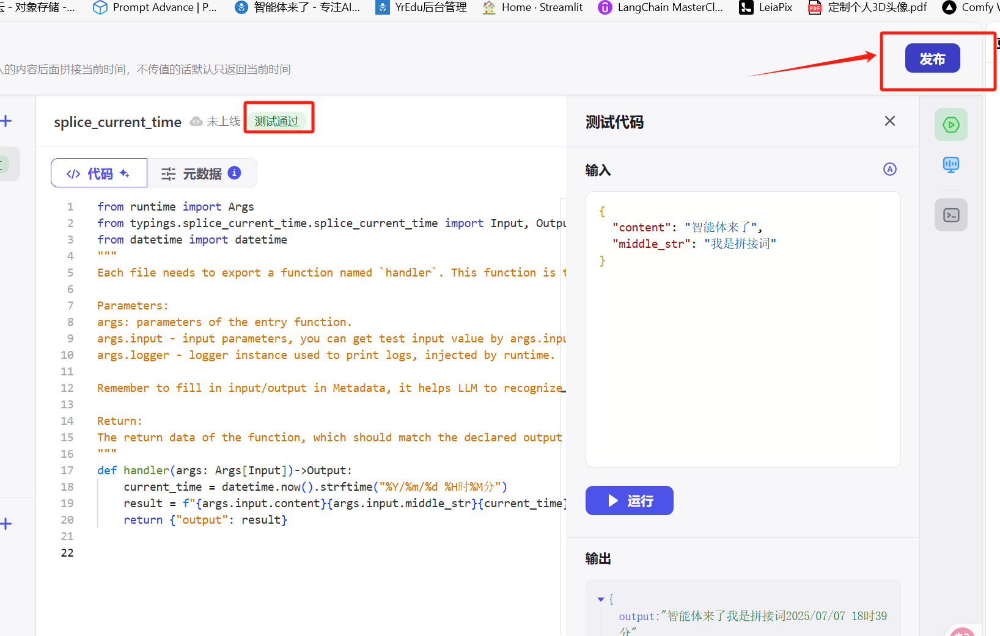 云 - 对象存储 -...
Prompt Advance | P...
智能体来了 - 专注AI...
YrEdu后台管理
Home · Streamlit
LangChain MasterCl...
LeiaPix
PDF
定制个人3D头像.pdf
Comfy
人的内容后面拼接当前时间，不传值的话默认只返回当前时间
发布
splice_current_time
未上线
测试通过
代码
元数据
1 from runtime import Args
2 from typings.splice_current_time.splice_current_time import Input, Outpu
3 from datetime import datetime
4 """
5 Each file needs to export a function named `handler`. This function is t
6
7 Parameters:
8 args: parameters of the entry function.
9 args.input - input parameters, you can get test input value by args.inpu
10 args.logger - logger instance used to print logs, injected by runtime.
11
12 Remember to fill in input/output in Metadata, it helps LLM to recognize
13
14 Return:
15 The return data of the function, which should match the declared output
16 """
17 def handler(args: Args[Input])->Output:
18 current_time = datetime.now().strftime("%Y/%m/%d %H时%M分")
19 result = f"{args.input.content}{args.input.middle_str}{current_time}
20 return {"output": result}
21
22
测试代码
输入
A
{
"content": "智能体来了",
"middle_str": "我是拼接词"
}
运行
输出
{
output:"智能体来了我是拼接词2025/07/07 18时39
分"